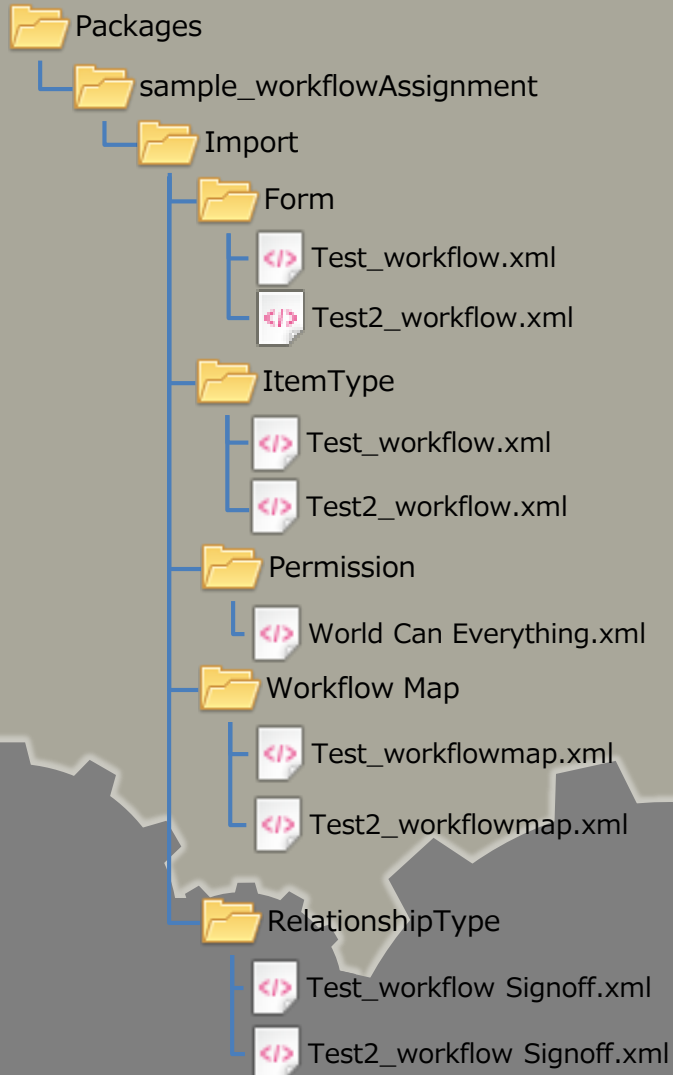 Packages
sample_workflowAssignment
Import
Form
</> Test_workflow.xml
</> Test2_workflow.xml
ItemType
</> Test_workflow.xml
</> Test2_workflow.xml
Permission
</> World Can Everything.xml
Workflow Map
</> Test_workflowmap.xml
</> Test2_workflowmap.xml
RelationshipType
</> Test_workflow Signoff.xml
</> Test2_workflow Signoff.xml